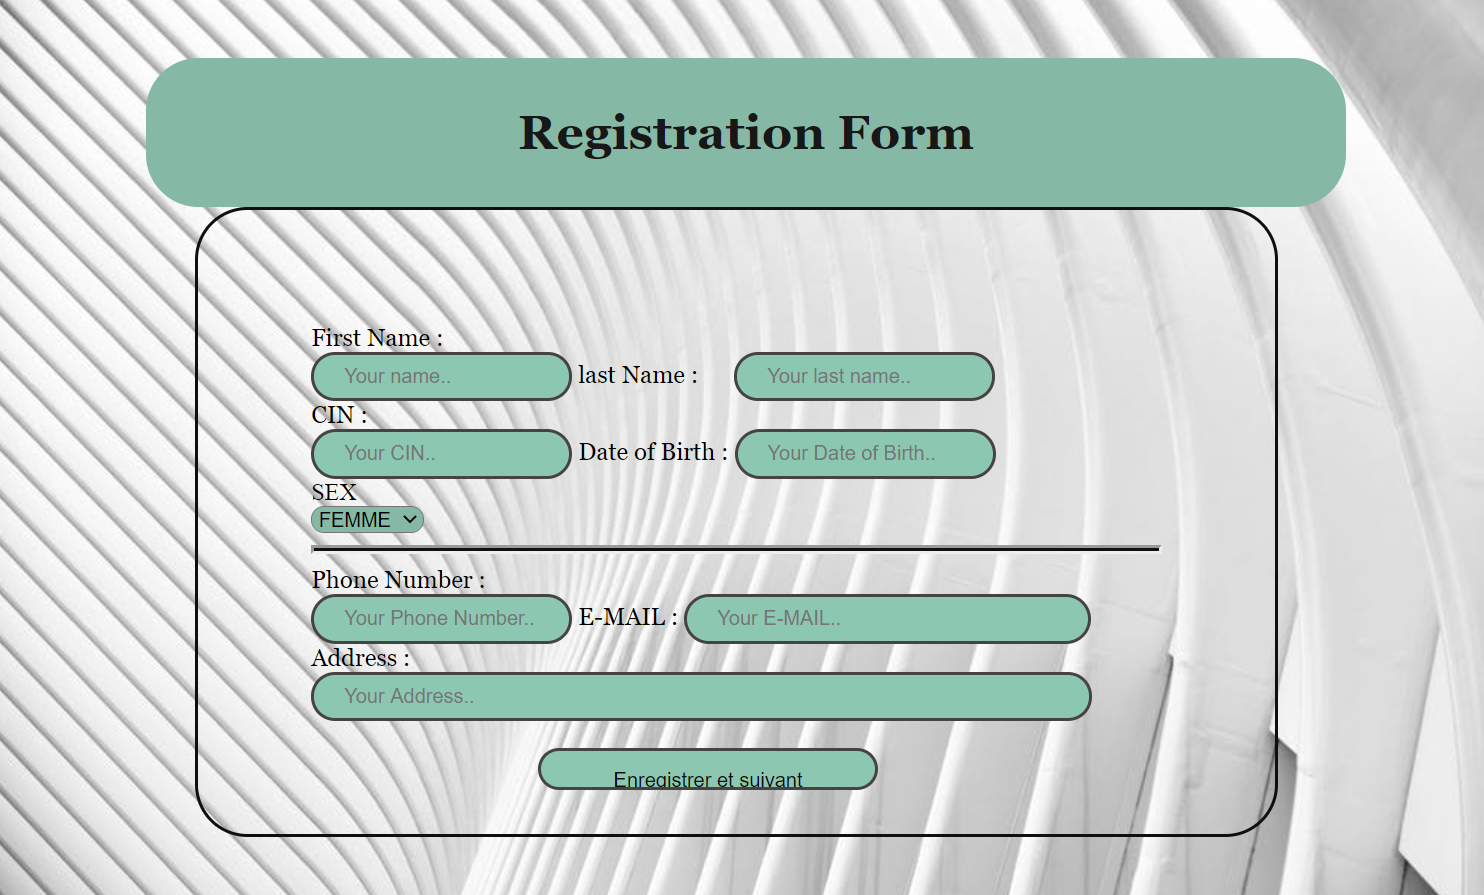 Registration Form
First Name :
Your name.. last Name : Your last name..
CIN :
Your CIN.. Date of Birth : Your Date of Birth..
SEX
FEMME
Phone Number :
Your Phone Number.. E-MAIL : Your E-MAIL..
Address :
Your Address..
Enregistrer et suivant